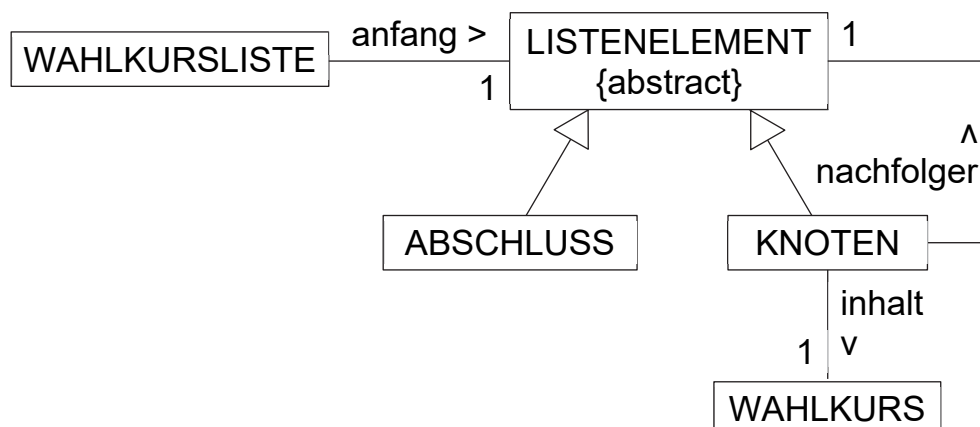 WAHLKURSLISTE
anfang >
1
LISTENELEMENT
{abstract}
1
ʌ
nachfolger
ABSCHLUSS
KNOTEN
inhalt
1 v
WAHLKURS